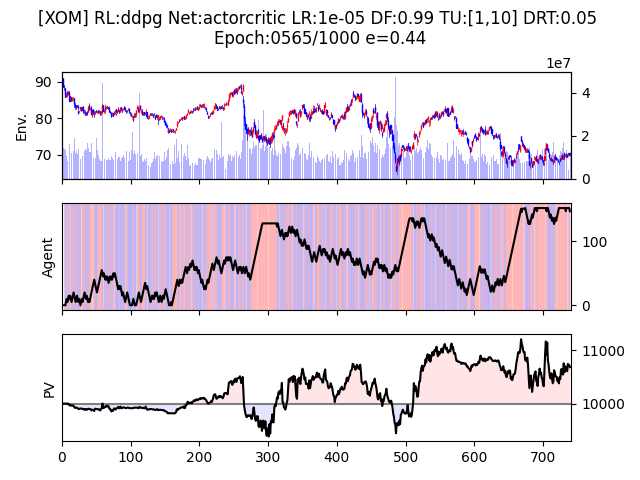 [XOM] RL:ddpg Net:actorcritic LR:1e-05 DF:0.99 TU:[1,10] DRT:0.05
Epoch:0565/1000 e=0.44
1e7
90
80
70
Env.
4
2
0
Agent
100
0
PV
11000
10000
0 100 200 300 400 500 600 700